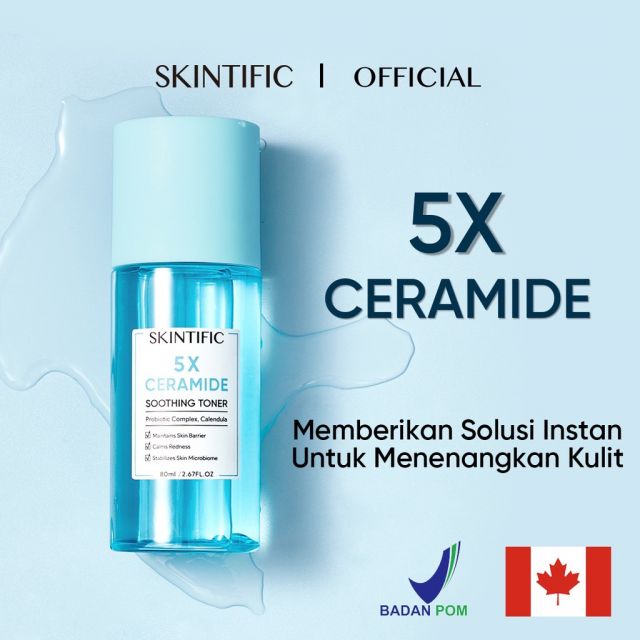 SKINTIFIC | OFFICIAL
5X
CERAMIDE
SKINTIFIC
5X
CERAMIDE
SOOTHING TONER
Probiotic Complex, Calendula
Maintains Skin Barrier
Calms Redness
Stabilizes Skin Microbiome
80ml / 2.67FL.OZ
Memberikan Solusi Instan
Untuk Menenangkan Kulit
BADAN POM